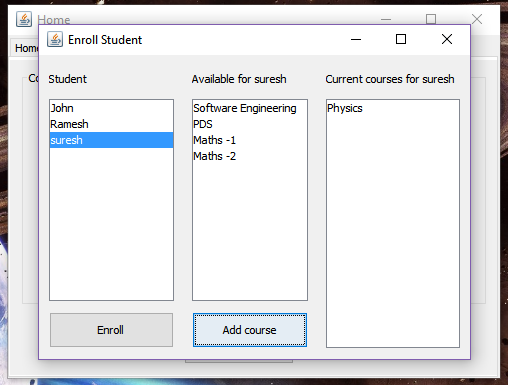 Home
Enroll Student
Home
Co
Student
Available for suresh
Current courses for suresh
John
Ramesh
suresh
Software Engineering
PDS
Maths -1
Maths -2
Physics
Enroll
Add course